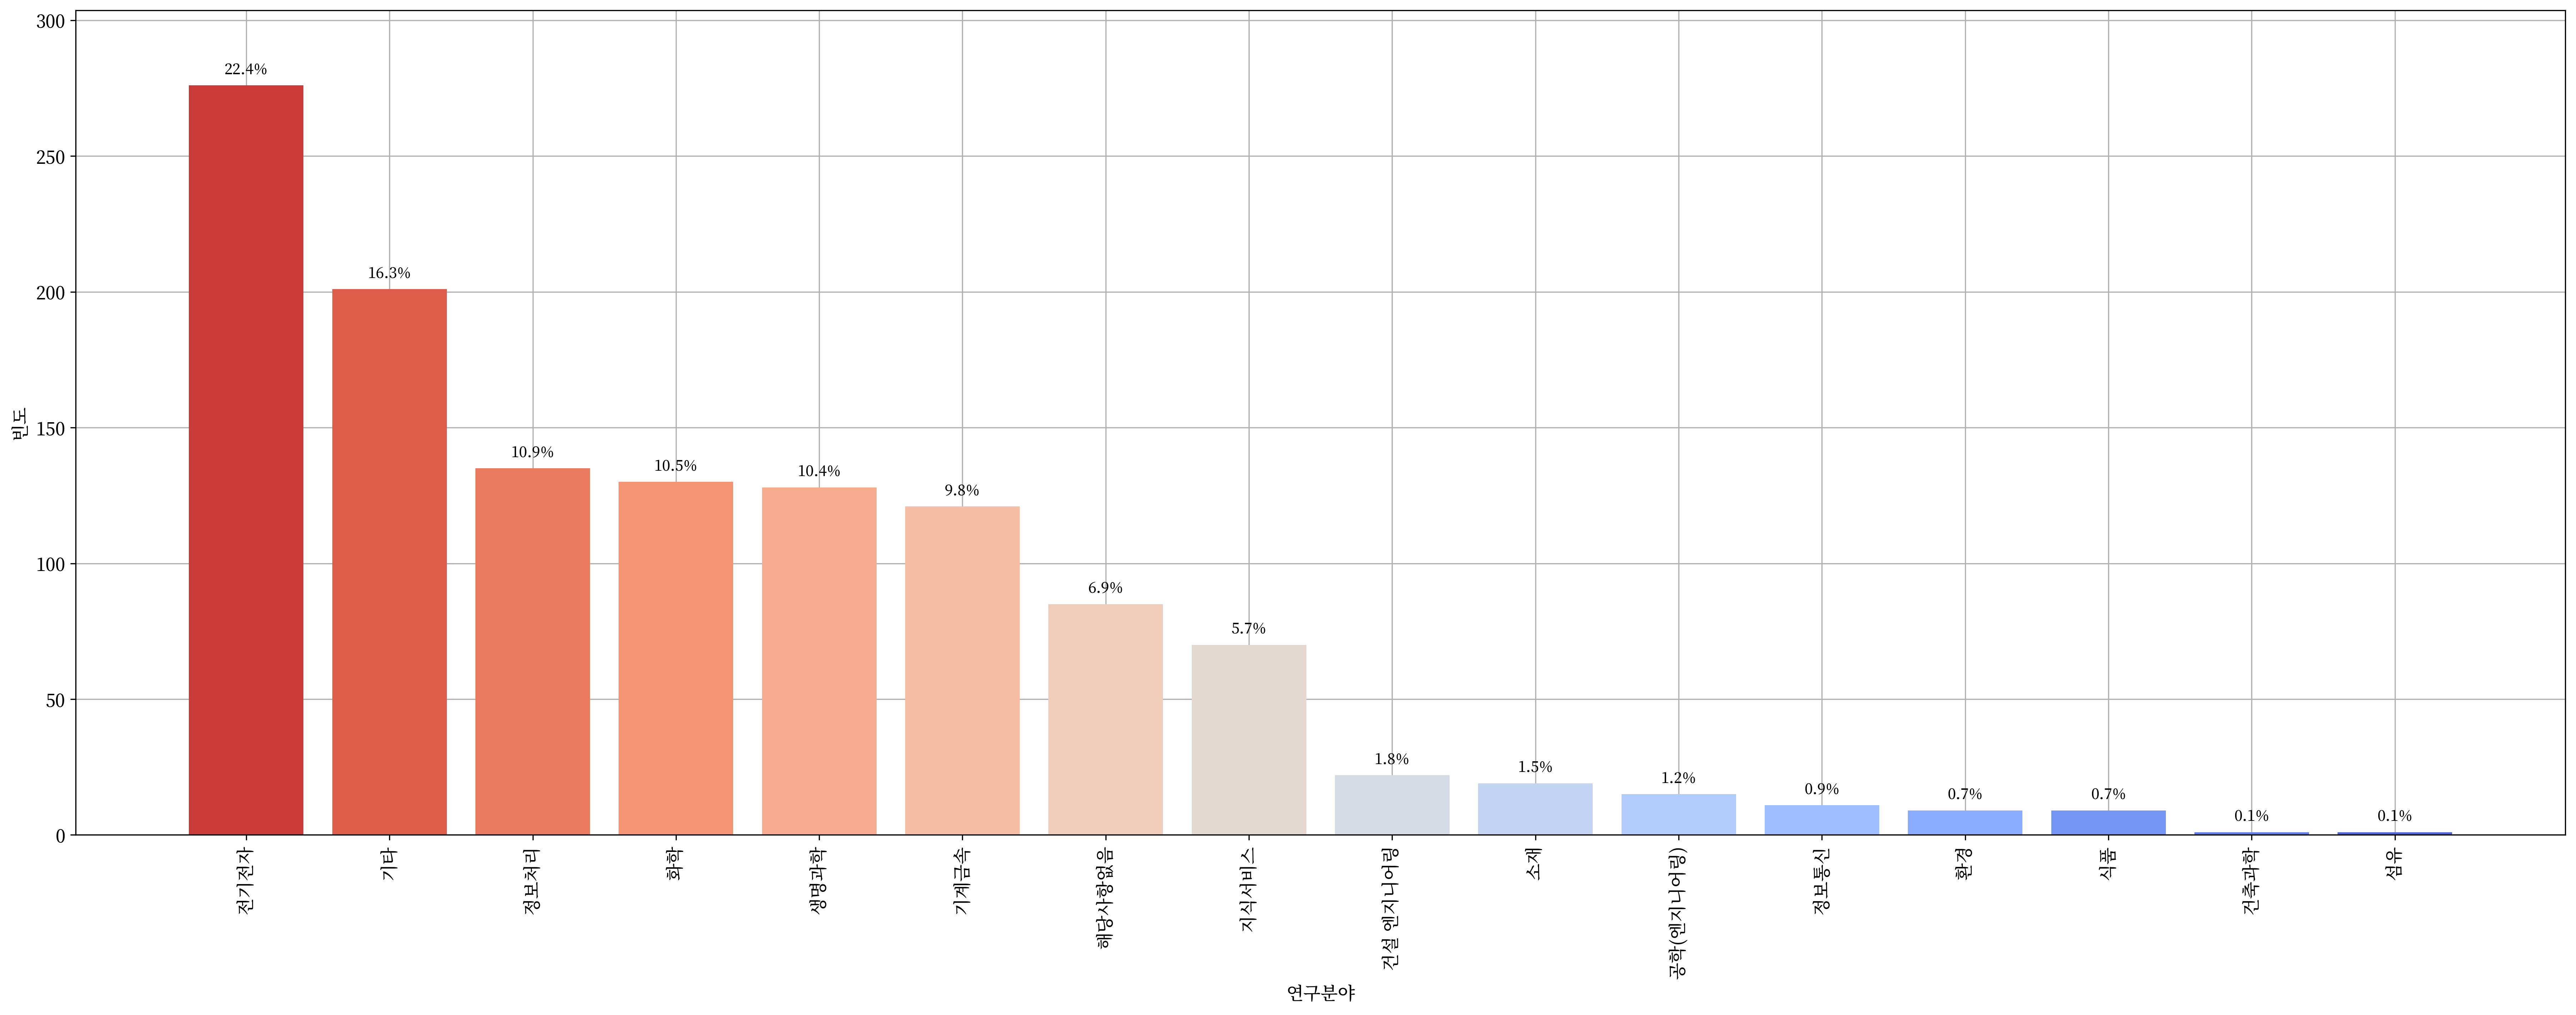 300
250
200
150
100
50
0
빈도
22.4%
16.3%
10.9%
10.5%
10.4%
9.8%
6.9%
5.7%
1.8%
1.5%
1.2%
0.9%
0.7%
0.7%
0.1%
0.1%
전기전자
기타
정보처리
화학
생명과학
기계금속
해당사항없음
지식서비스
건설 엔지니어링
소재
공학(엔지니어링)
정보통신
환경
식품
건축과학
섬유
연구분야